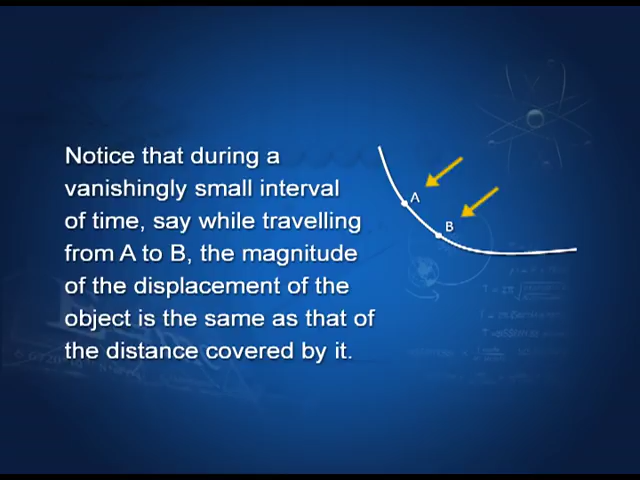 Notice that during a
vanishingly small interval
of time, say while travelling
from A to B, the magnitude
of the displacement of the
object is the same as that of
the distance covered by it.
A
B